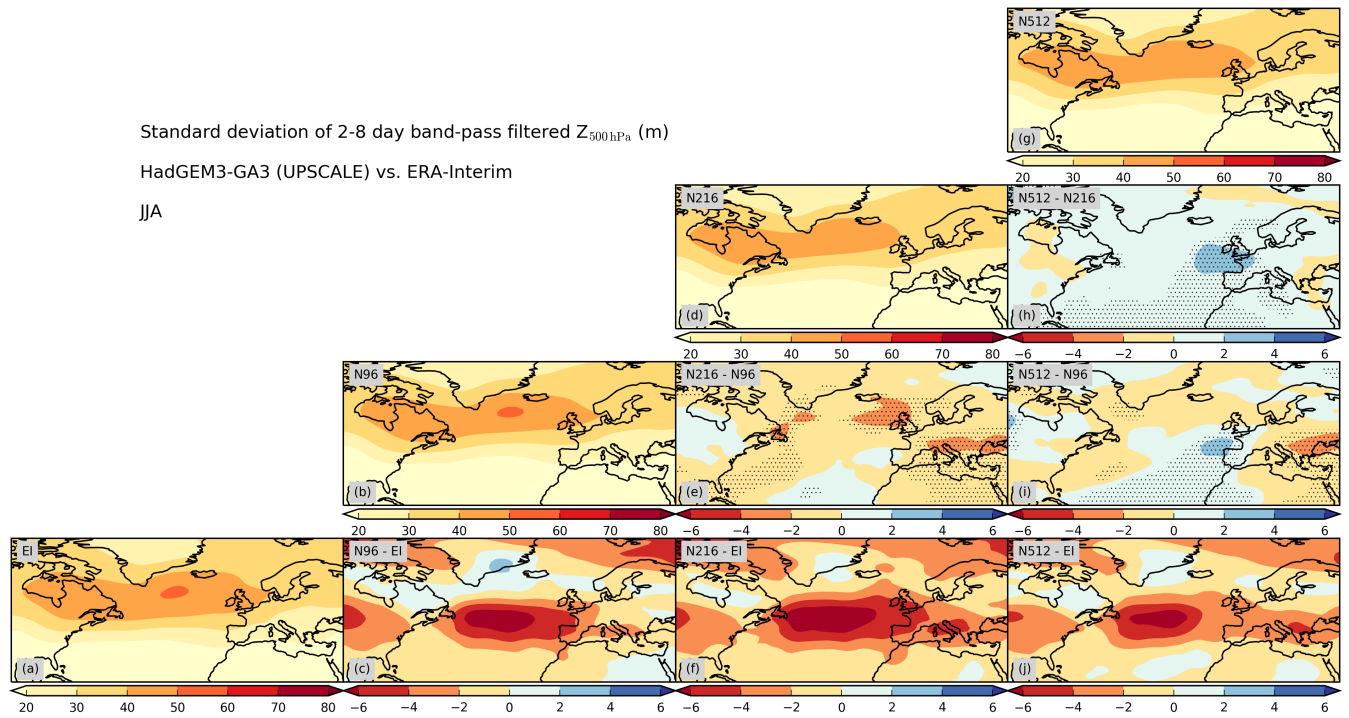 N512
(g)
20 30 40 50 60 70 80
Standard deviation of 2-8 day band-pass filtered Z500 hPa (m)
HadGEM3-GA3 (UPSCALE) vs. ERA-Interim
JJA
N216
(d)
20 30 40 50 60 70 80
N512 - N216
(h)
−6 −4 −2 0 2 4 6
N96
(b)
20 30 40 50 60 70 80
N216 - N96
(e)
−6 −4 −2 0 2 4 6
N512 - N96
(i)
−6 −4 −2 0 2 4 6
EI
(a)
20 30 40 50 60 70 80
N96 - EI
(c)
−6 −4 −2 0 2 4 6
N216 - EI
(f)
−6 −4 −2 0 2 4 6
N512 - EI
(j)
−6 −4 −2 0 2 4 6